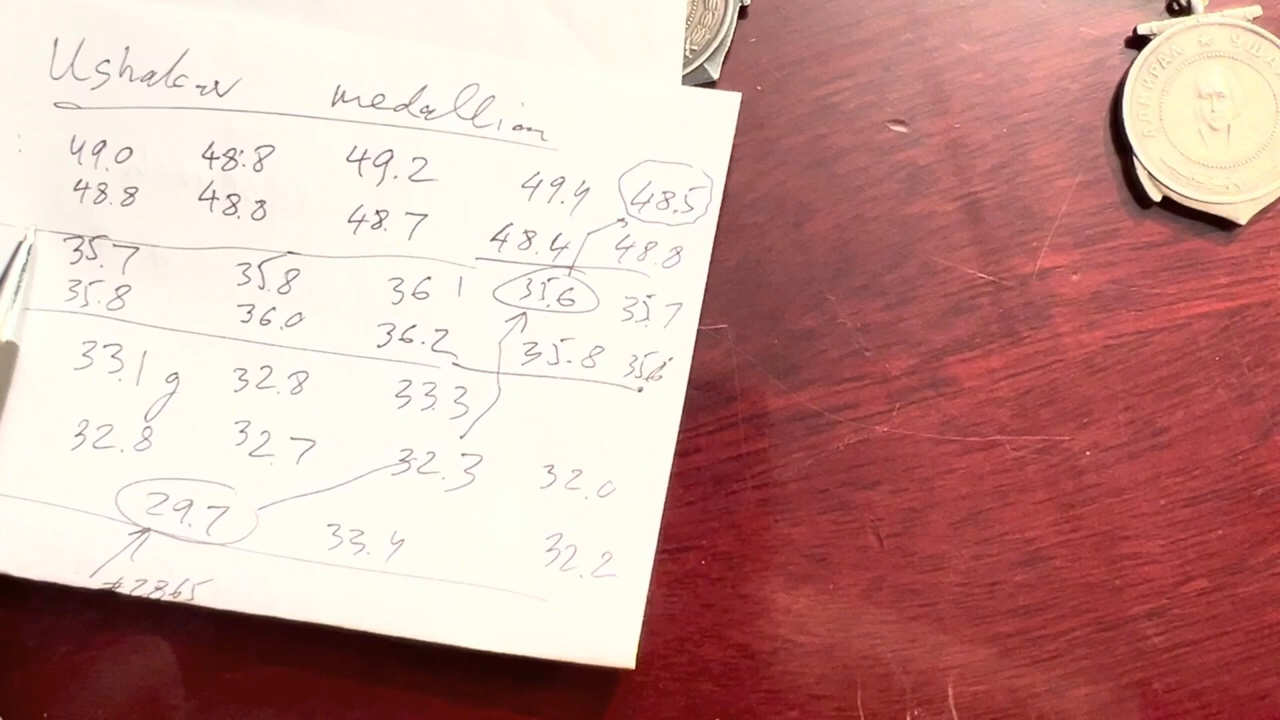 Ushakov medallion
49.0 48.8 49.2 49.4 48.5
48.8 48.8 48.7 48.4 48.8
35.7 35.8 36.1 35.6 35.7
35.8 36.0 36.2 35.8
33.1 g 32.8 33.3
32.8 32.7 32.3 32.0
29.7 33.4 32.2
#2865
АДМИРАЛ ★ УША